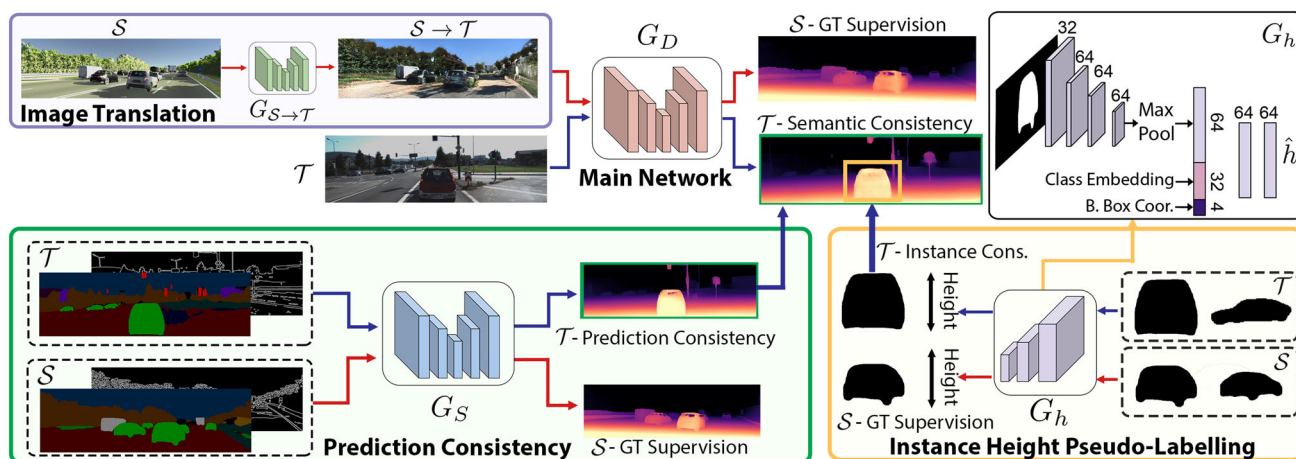 S
S → T
G_{S→T}
Image Translation
T
G_D
Main Network
S - GT Supervision
T - Semantic Consistency
G_h
32
64
64
64
Max
Pool
64
64 64
ĥ
Class Embedding
32
B. Box Coor.
4
T
S
G_S
T - Prediction Consistency
S - GT Supervision
Prediction Consistency
T - Instance Cons.
Height
Height
S - GT Supervision
G_h
T
S
Instance Height Pseudo-Labelling